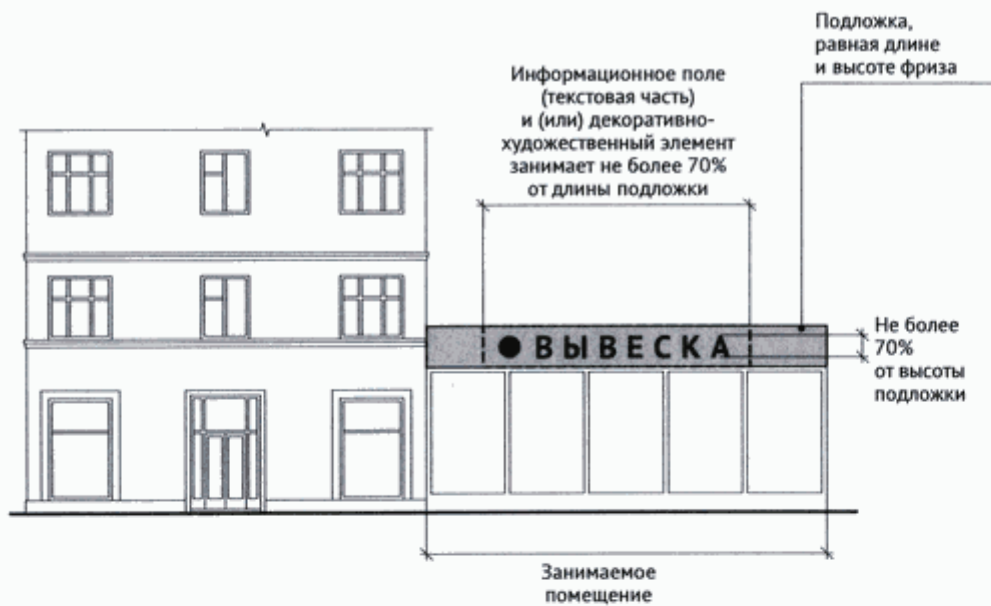 Подложка,
равная длине
и высоте фриза
Информационное поле
(текстовая часть)
и (или) декоративно-
художественный элемент
занимает не более 70%
от длины подложки
ВЫВЕСКА
Не более
70%
от высоты
подложки
Занимаемое
помещение